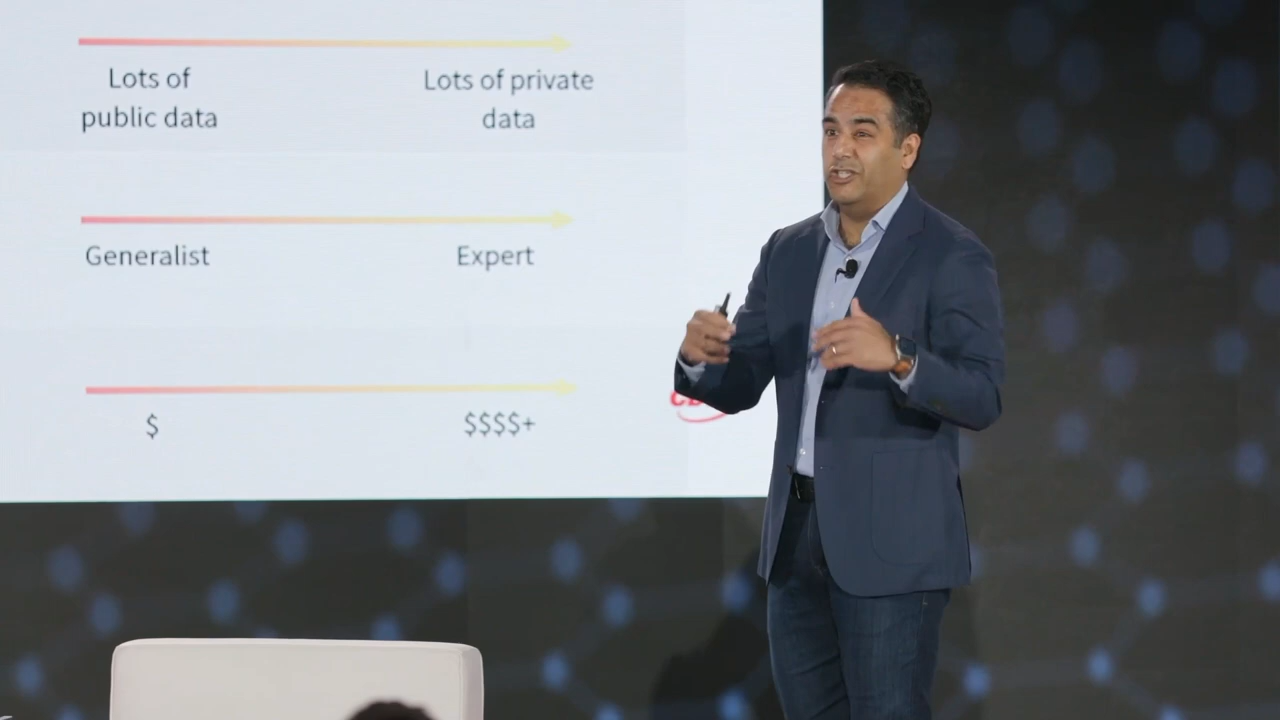 Lots of
public data
Lots of private
data
Generalist
Expert
$
$$$$+